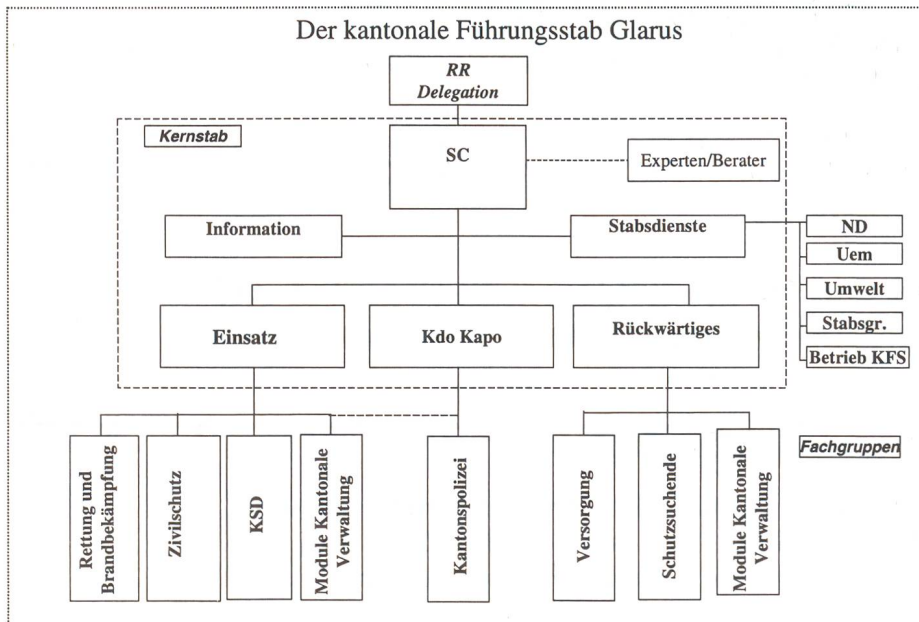 Der kantonale Führungsstab Glarus
RR
Delegation
Kernstab
SC
Experten/Berater
Information
Stabsdienste
ND
Uem
Umwelt
Stabsgr.
Betrieb KFS
Einsatz
Kdo Kapo
Rückwärtiges
Fachgruppen
Rettung und
Brandbekämpfung
Zivilschutz
KSD
Module Kantonale
Verwaltung
Kantonspolizei
Versorgung
Schutzsuchende
Module Kantonale
Verwaltung